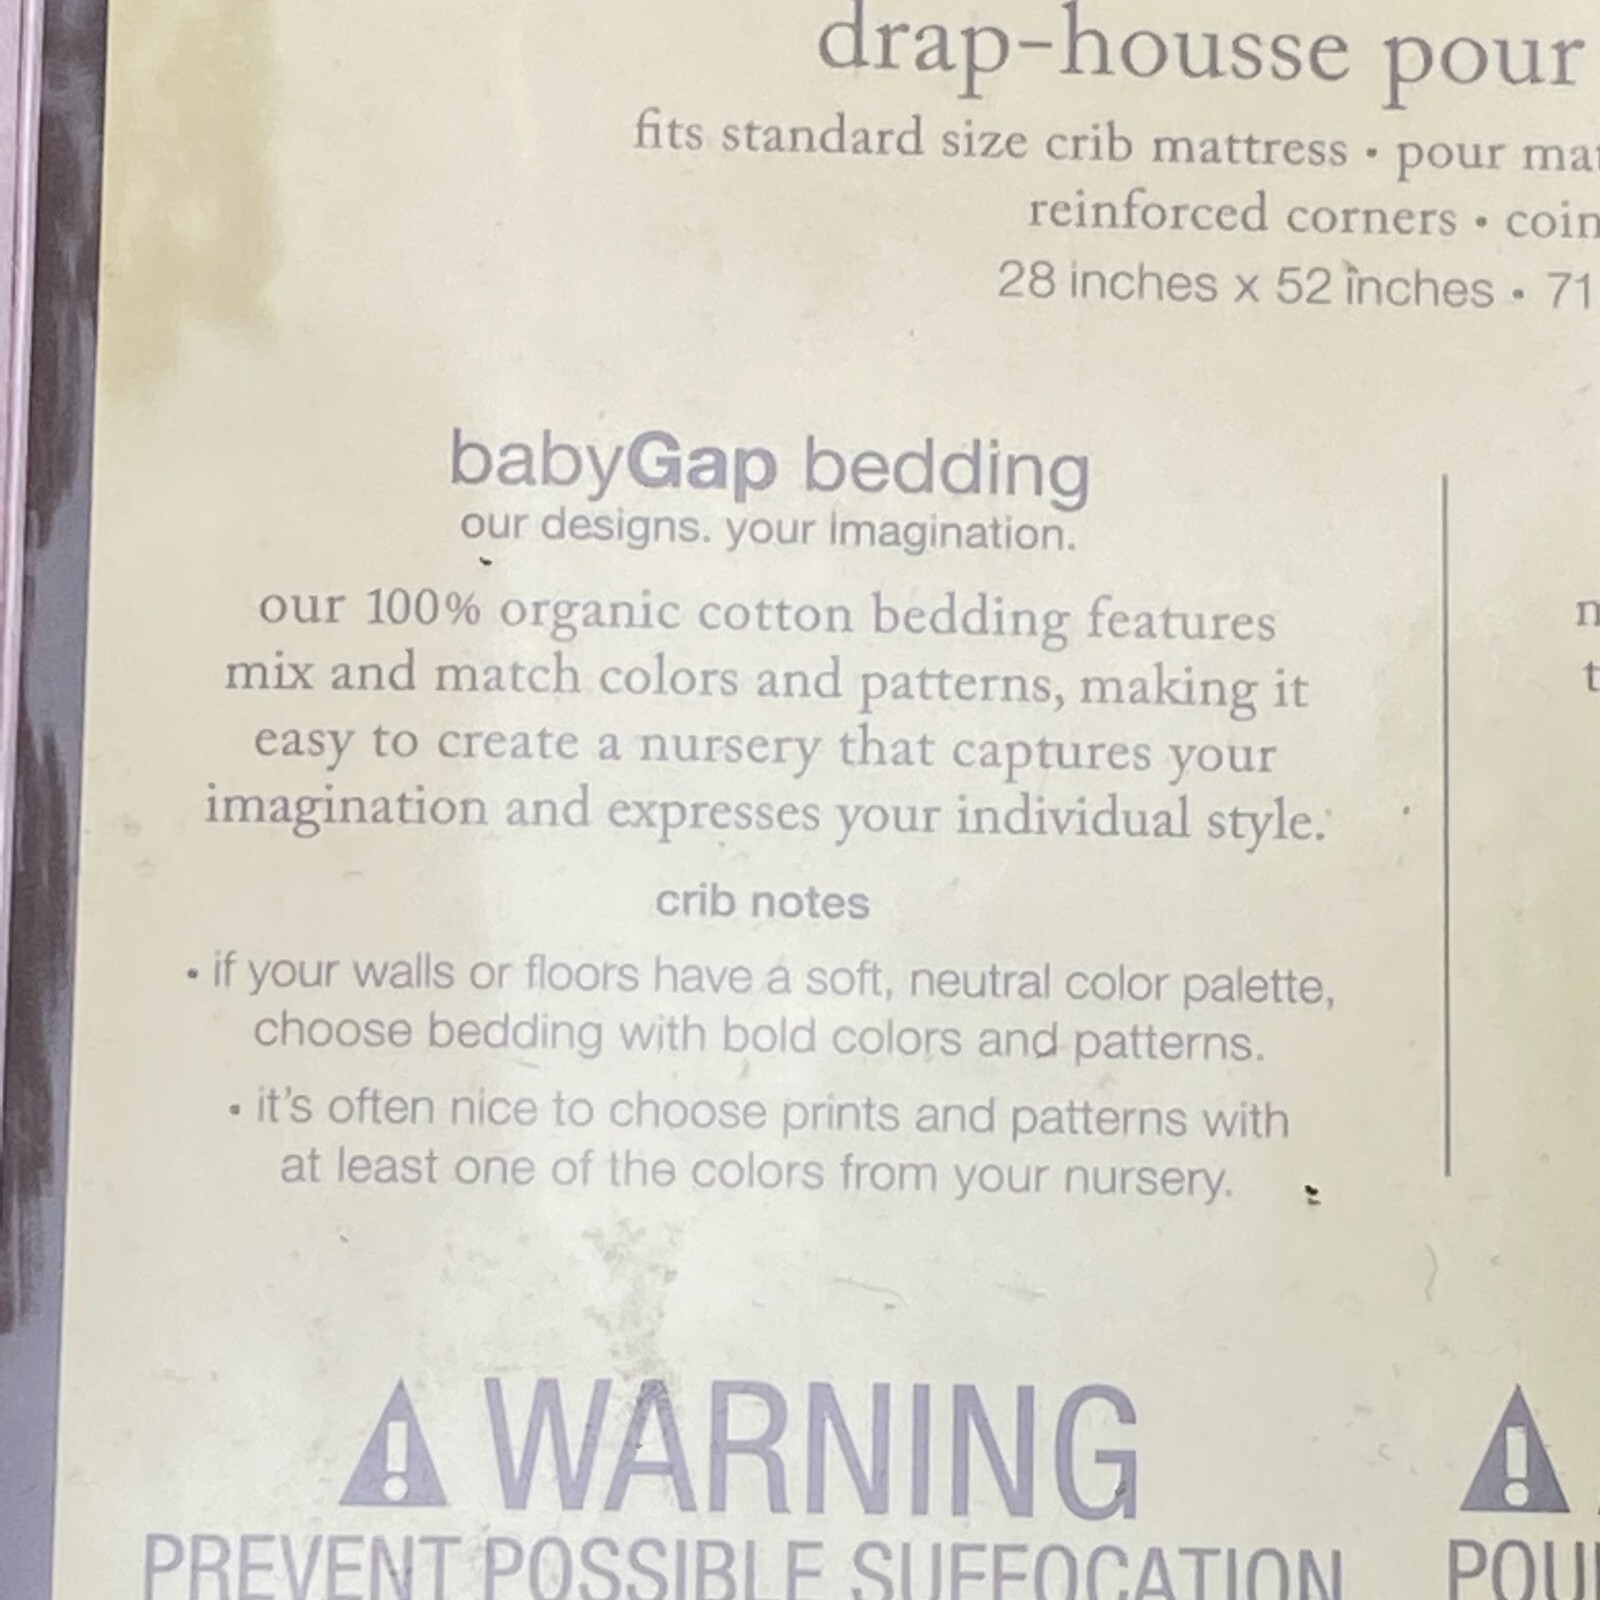 drap-housse pour
fits standard size crib mattress • pour
reinforced corners •
28 inches x 52 inches • 71
babyGap bedding
our designs. your imagination.
our 100% organic cotton bedding features
mix and match colors and patterns, making it
easy to create a nursery that captures your
imagination and expresses your individual style.
crib notes
• if your walls or floors have a soft, neutral color palette,
choose bedding with bold colors and patterns.
• it's often nice to choose prints and patterns with
at least one of the colors from your nursery.
WARNING
PREVENT POSSIBLE SUFFOCATION